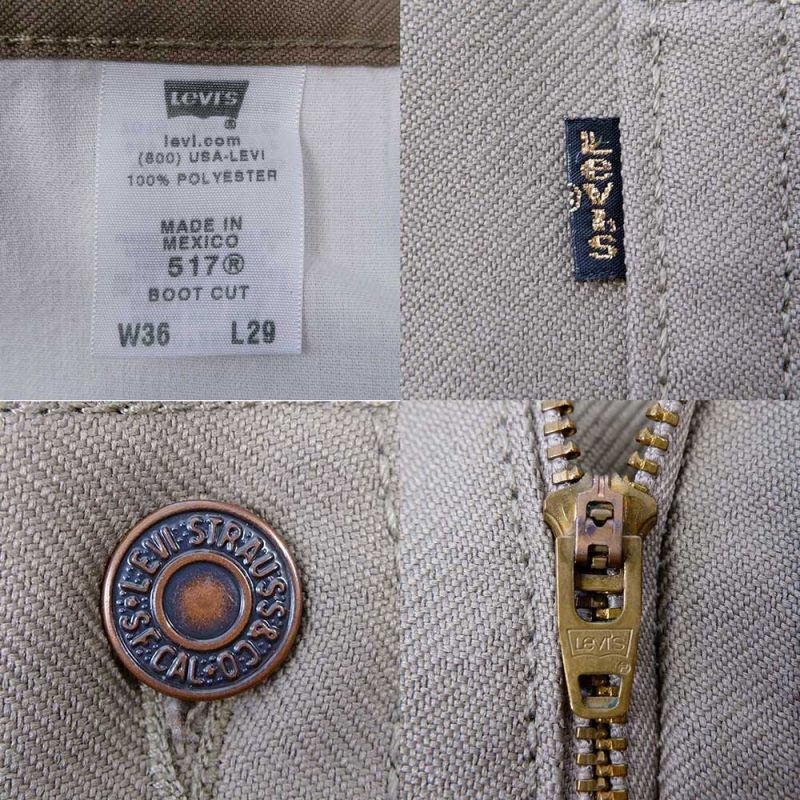 LEVI'S
®
levi.com
(800) USA-LEVI
100% POLYESTER
MADE IN
MEXICO
517®
BOOT CUT
W36 L29
LEVI'S
®
LEVI STRAUSS & CO.
S.F. CAL.
LEVI'S
®